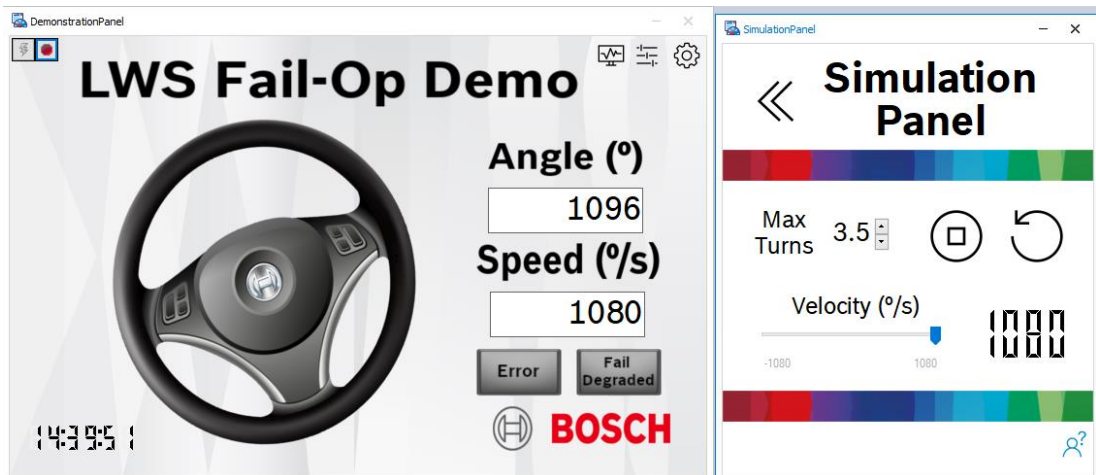 DemonstrationPanel
LWS Fail-Op Demo
Angle (º)
1096
Speed (º/s)
1080
Error
Fail
Degraded
BOSCH
14:39:51
SimulationPanel
Simulation
Panel
Max
Turns
3.5
Velocity (º/s)
-1080
1080
1080